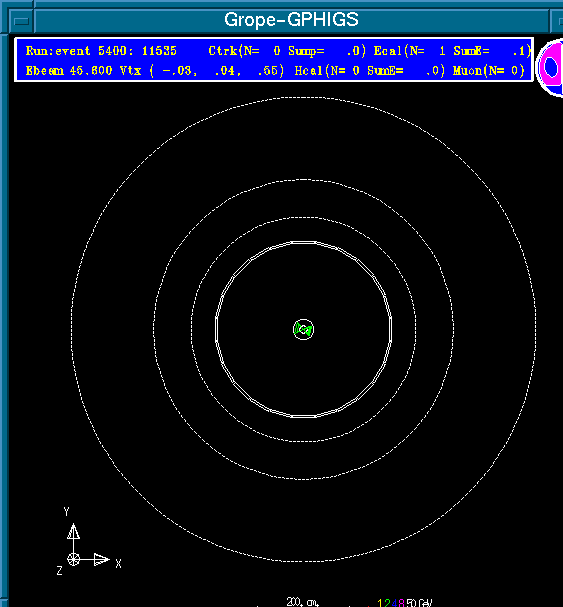 Grope-GPHIGS
Run:event 5400: 11535 Ctrk(N= 0 Sump= .0) Ecal(N= 1 SumE= .1)
Ebeam 45.600 Vtx ( -.03, .04, .65) Hcal(N= 0 SumE= .0) Muon(N= 0)
Y
X
Z
200. cm.
GeV